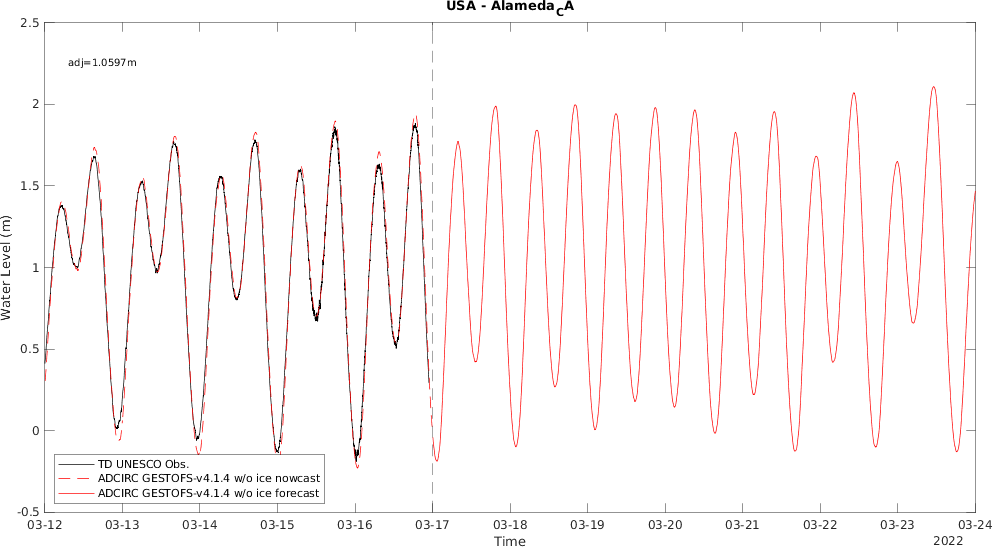 USA - Alameda_CA
adj=1.0597m
2.5
2
1.5
1
0.5
0
-0.5
Water Level (m)
TD UNESCO Obs.
ADCIRC GESTOFS-v4.1.4 w/o ice nowcast
ADCIRC GESTOFS-v4.1.4 w/o ice forecast
03-12 03-13 03-14 03-15 03-16 03-17 03-18 03-19 03-20 03-21 03-22 03-23 03-24
Time
2022